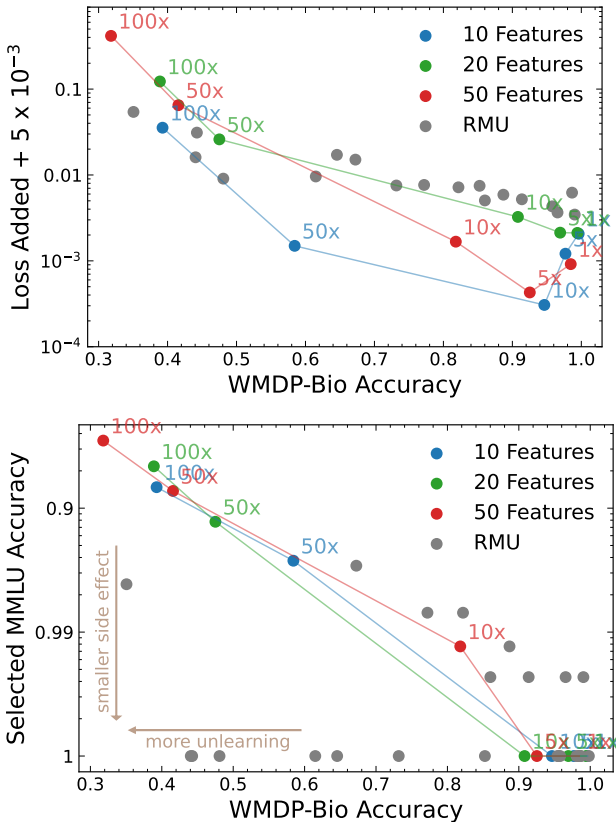 100x
100x
50x
100x
50x
50x
10x
10x
5x
1x
5x
1x
5x
10x
10 Features
20 Features
50 Features
RMU
0.1
0.01
10⁻³
10⁻⁴
Loss Added + 5 x 10⁻³
0.3 0.4 0.5 0.6 0.7 0.8 0.9 1.0
WMDP-Bio Accuracy
100x
100x
100x
50x
50x
50x
10x
10 Features
20 Features
50 Features
RMU
0.9
0.99
1
Selected MMLU Accuracy
smaller side effect
more unlearning
0.3 0.4 0.5 0.6 0.7 0.8 0.9 1.0
WMDP-Bio Accuracy